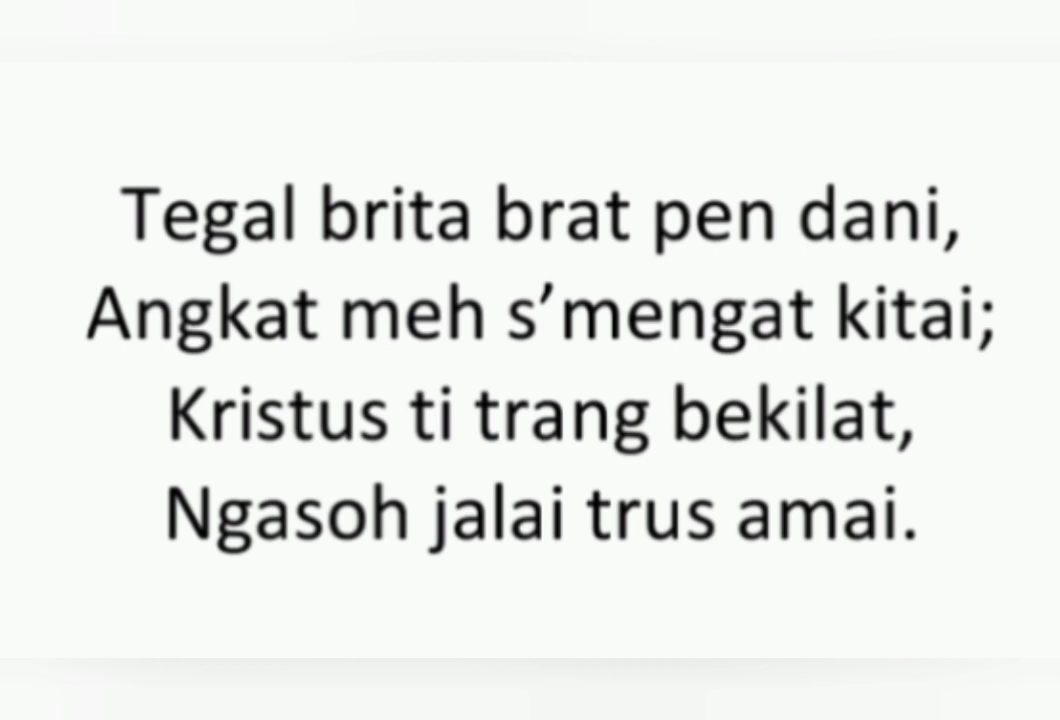 Tegal brita brat pen dani,
Angkat meh s’mengat kitai;
Kristus ti trang bekilat,
Ngasoh jalai trus amai.